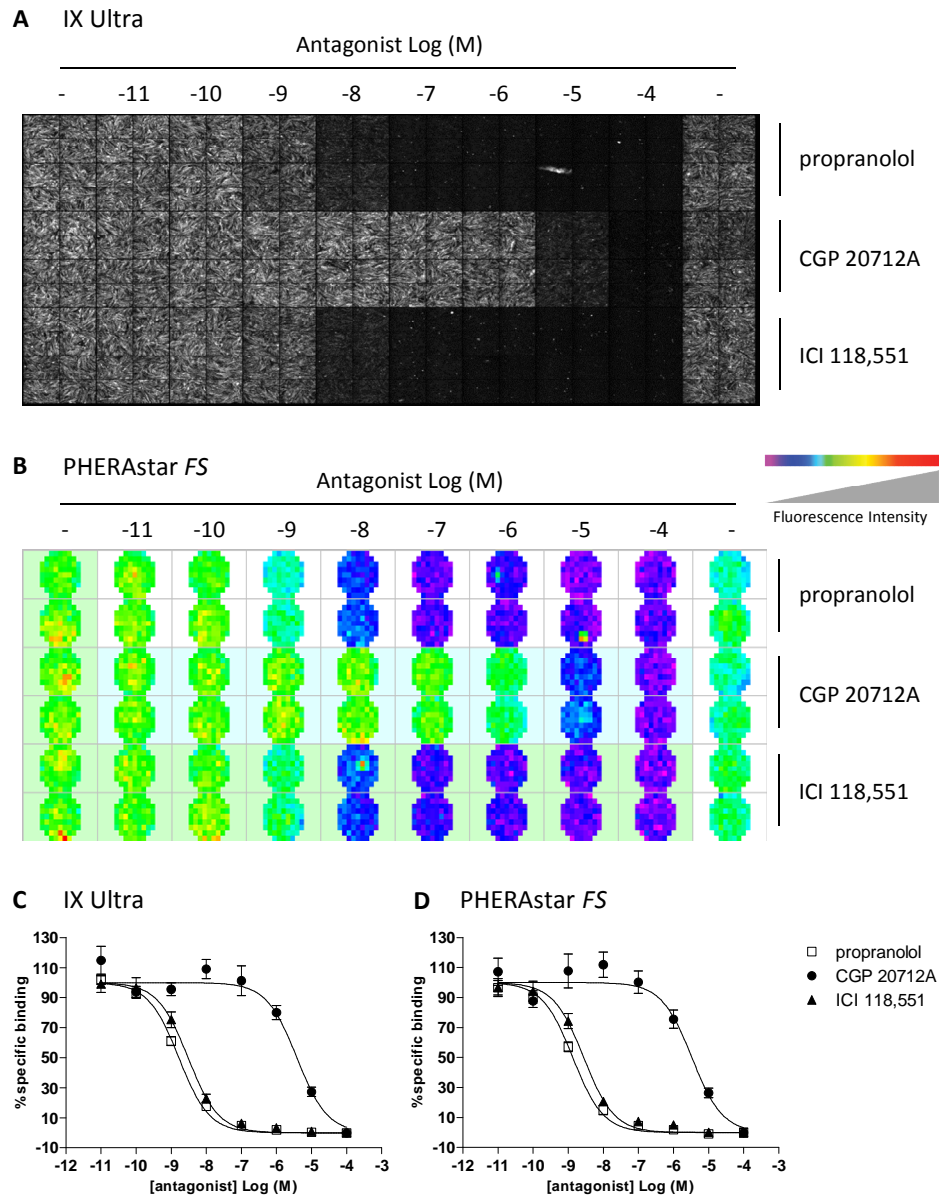 A IX Ultra
Antagonist Log (M)
- -11 -10 -9 -8 -7 -6 -5 -4 -
propranolol
CGP 20712A
ICI 118,551
B PHERAstar FS
Antagonist Log (M)
Fluorescence Intensity
- -11 -10 -9 -8 -7 -6 -5 -4 -
propranolol
CGP 20712A
ICI 118,551
C IX Ultra
130
110
90
70
50
30
10
-10
% specific binding
-12 -11 -10 -9 -8 -7 -6 -5 -4 -3
[antagonist] Log (M)
D PHERAstar FS
130
110
90
70
50
30
10
-10
% specific binding
-12 -11 -10 -9 -8 -7 -6 -5 -4 -3
[antagonist] Log (M)
propranolol
CGP 20712A
ICI 118,551